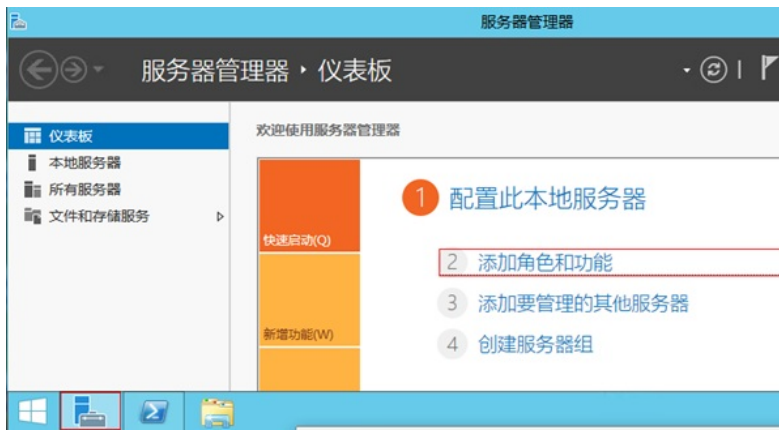 服务器管理器
服务器管理器 · 仪表板
仪表板
本地服务器
所有服务器
文件和存储服务
欢迎使用服务器管理器
快速启动(Q)
新增功能(W)
1 配置此本地服务器
2 添加角色和功能
3 添加要管理的其他服务器
4 创建服务器组